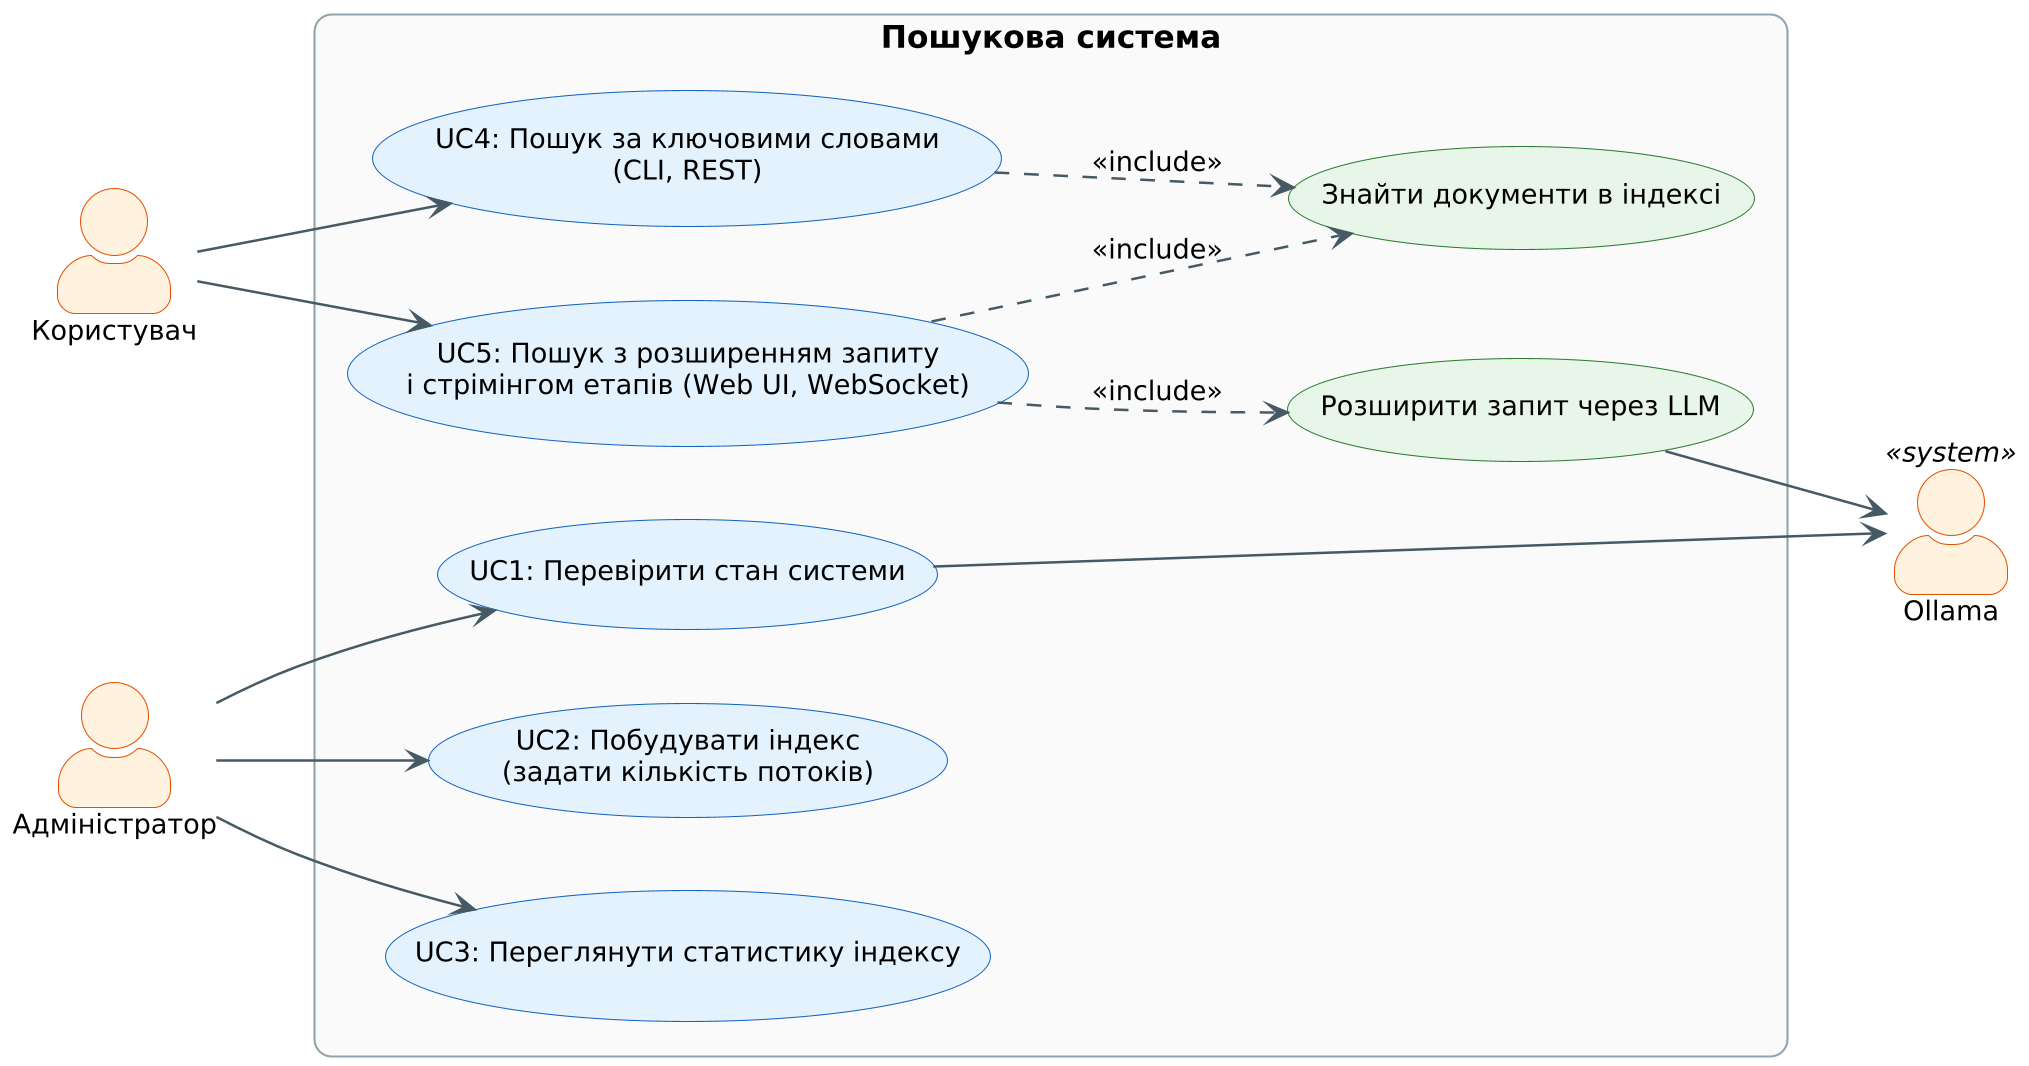 Пошукова система
UC4: Пошук за ключовими словами
(CLI, REST)
«include»
Знайти документи в індексі
«include»
Користувач
UC5: Пошук з розширенням запиту
і стрімінгом етапів (Web UI, WebSocket)
«include»
Розширити запит через LLM
«system»
Ollama
UC1: Перевірити стан системи
UC2: Побудувати індекс
(задати кількість потоків)
Адміністратор
UC3: Переглянути статистику індексу